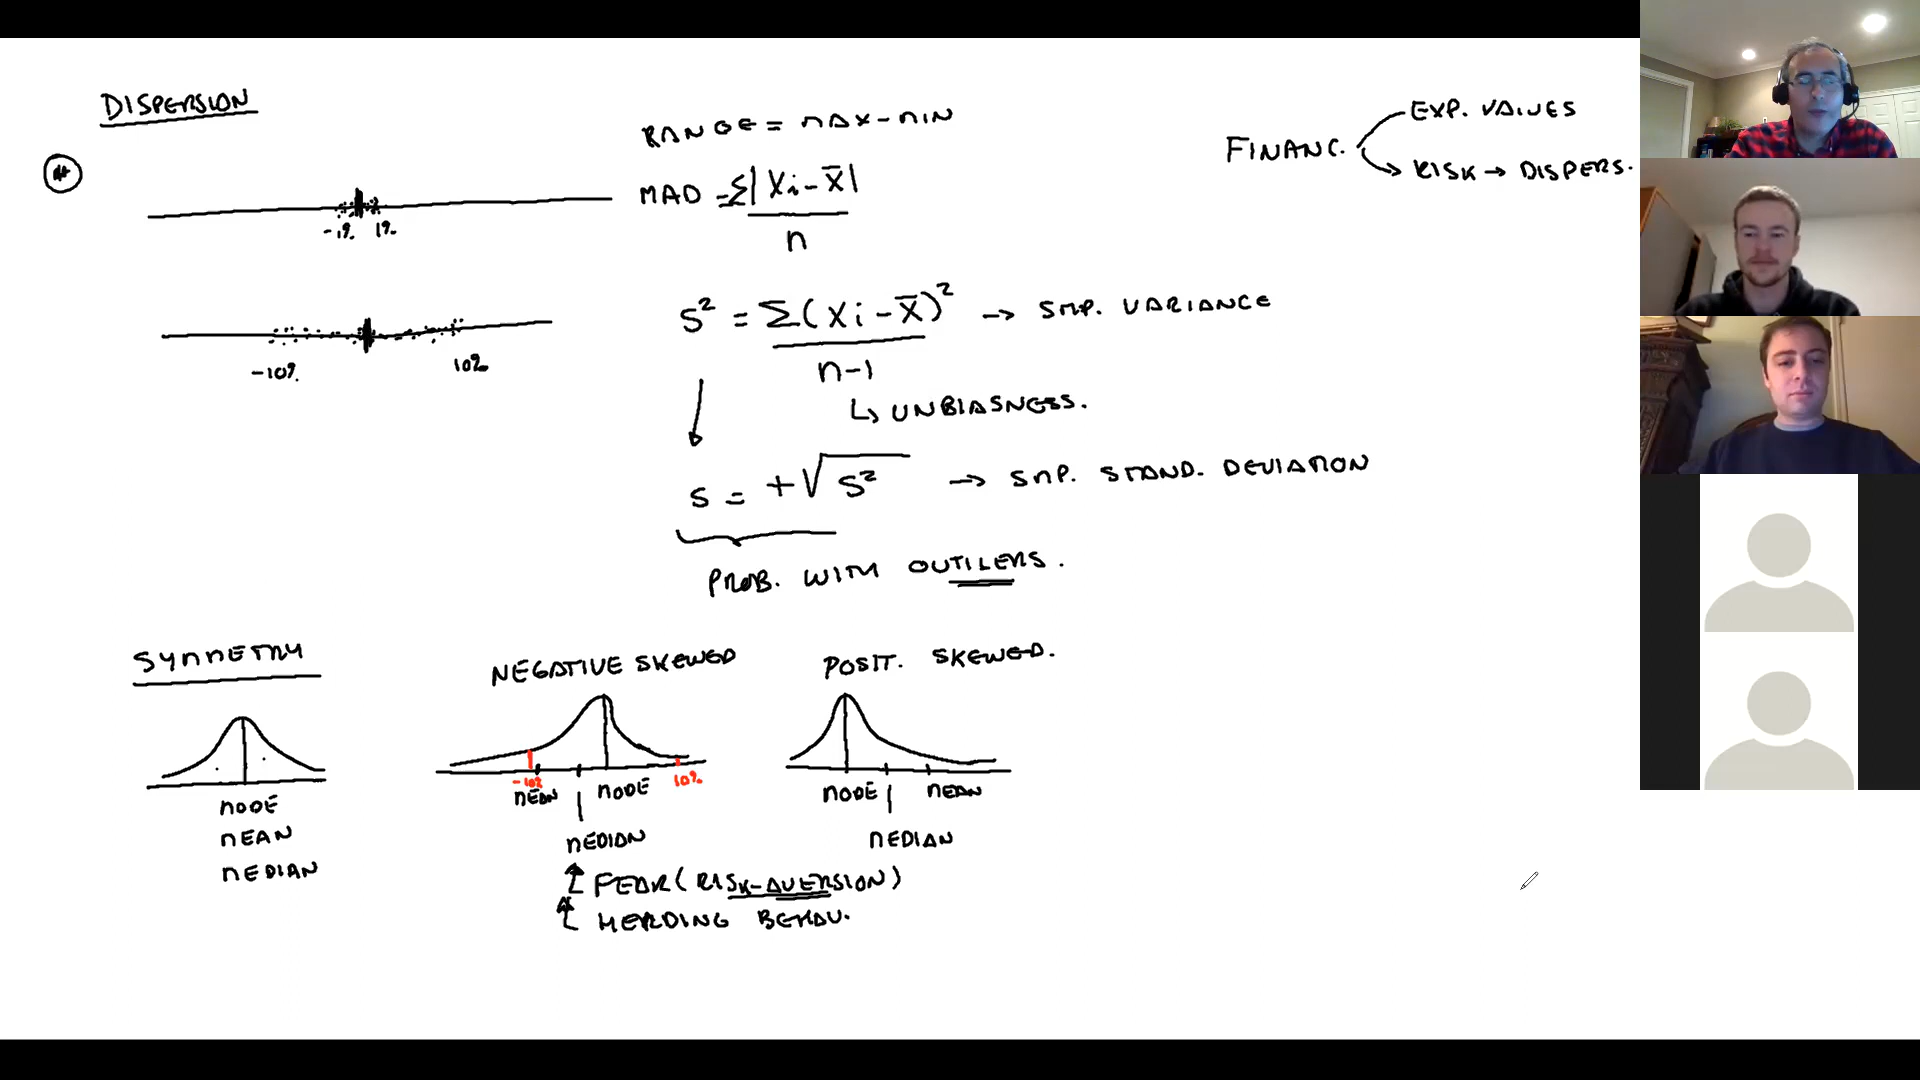 DISPERSION
RANGE = MAX-MIN
MAD = Σ|Xi-X̄|
n
-1% 1%
FINANC.
EXP. VALUES
RISK → DISPERS.
-10% 10%
S² = Σ(Xi-X̄)² → SMP. VARIANCE
n-1
↳ UNBIASNESS.
S = +√S² → SMP. STAND. DEVIATION
PROB. WITH OUTILERS.
SYMMETRY
NEGATIVE SKEWED
POSIT. SKEWED.
MODE
MEAN
MEDIAN
-10% 10%
MEAN MODE
MEDIAN
FEAR (RISK-AVERSION)
HERDING BEHAV.
MODE MEAN
MEDIAN